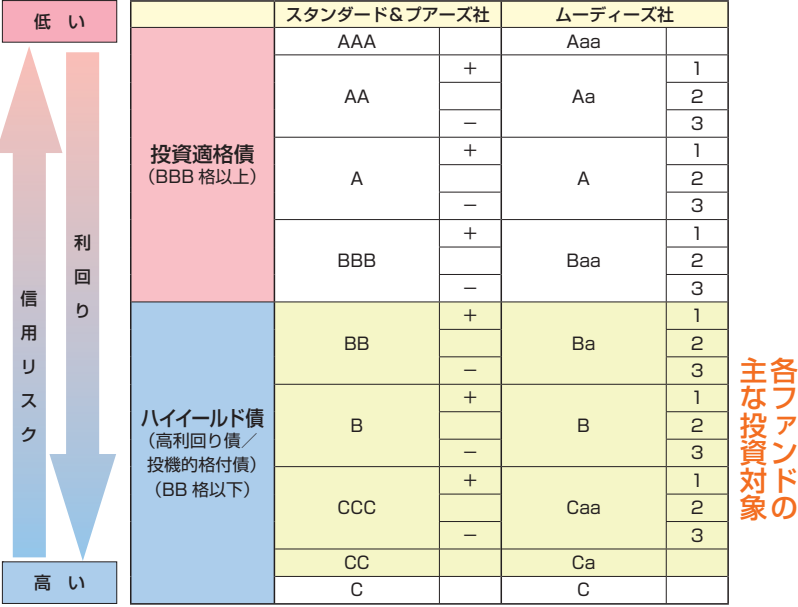 低い
信用リスク
利回り
高い
スタンダード&プアーズ社 ムーディーズ社
投資適格債
（BBB 格以上）
AAA Aaa
AA Aa
＋ 1
2
－ 3
A A
＋ 1
2
－ 3
BBB Baa
＋ 1
2
－ 3
ハイイールド債
（高利回り債／
投機的格付債）
（BB 格以下）
BB Ba
＋ 1
2
－ 3
B B
＋ 1
2
－ 3
CCC Caa
＋ 1
2
－ 3
CC Ca
C C
各ファンドの
主な投資対象